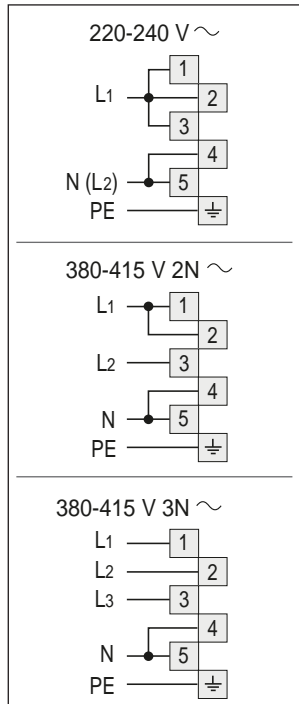 220-240 V ~
1
L1 2
3
4
N (L2) 5
PE
380-415 V 2N ~
L1 1
2
L2 3
4
N 5
PE
380-415 V 3N ~
L1 1
L2 2
L3 3
4
N 5
PE